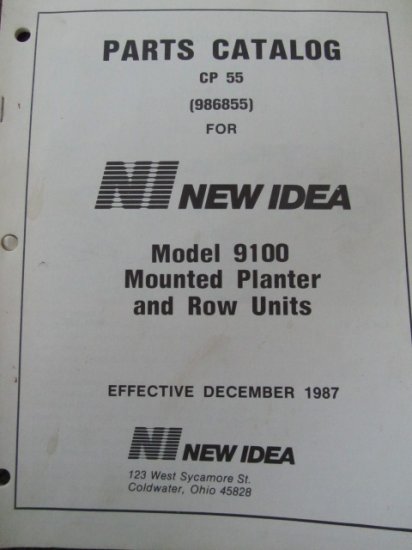 PARTS CATALOG
CP 55
(986855)
FOR
NI NEW IDEA
Model 9100
Mounted Planter
and Row Units
EFFECTIVE DECEMBER 1987
NI NEW IDEA
123 West Sycamore St.
Coldwater, Ohio 45828